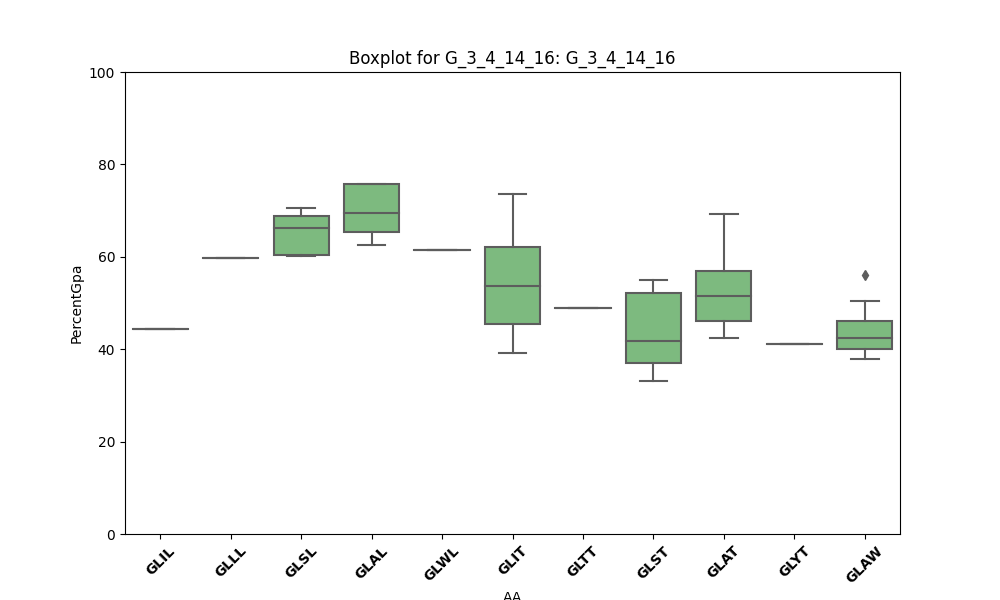 Boxplot for G_3_4_14_16: G_3_4_14_16
100
80
60
40
20
0
PercentGpa
GLIL
GLLL
GLSL
GLAL
GLWL
GLIT
GLTT
GLST
GLAT
GLYT
GLAW
AA